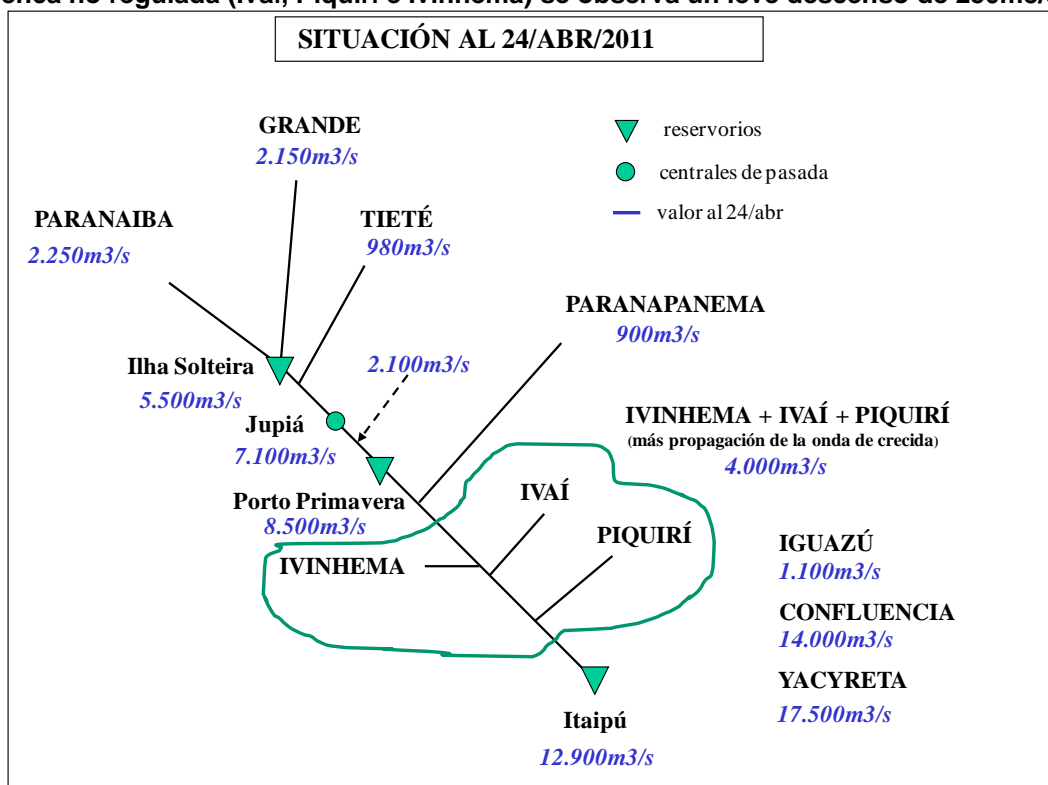 SITUACIÓN AL 24/ABR/2011
GRANDE
2.150m3/s
reservorios
centrales de pasada
valor al 24/abr
PARANAIBA
2.250m3/s
TIETÉ
980m3/s
PARANAPANEMA
900m3/s
Ilha Solteira
5.500m3/s
2.100m3/s
Jupiá
7.100m3/s
IVINHEMA + IVAÍ + PIQUIRÍ
(más propagación de la onda de crecida)
4.000m3/s
Porto Primavera
8.500m3/s
IVAÍ
PIQUIRÍ
IVINHEMA
IGUAZÚ
1.100m3/s
CONFLUENCIA
14.000m3/s
YACYRETA
17.500m3/s
Itaipú
12.900m3/s